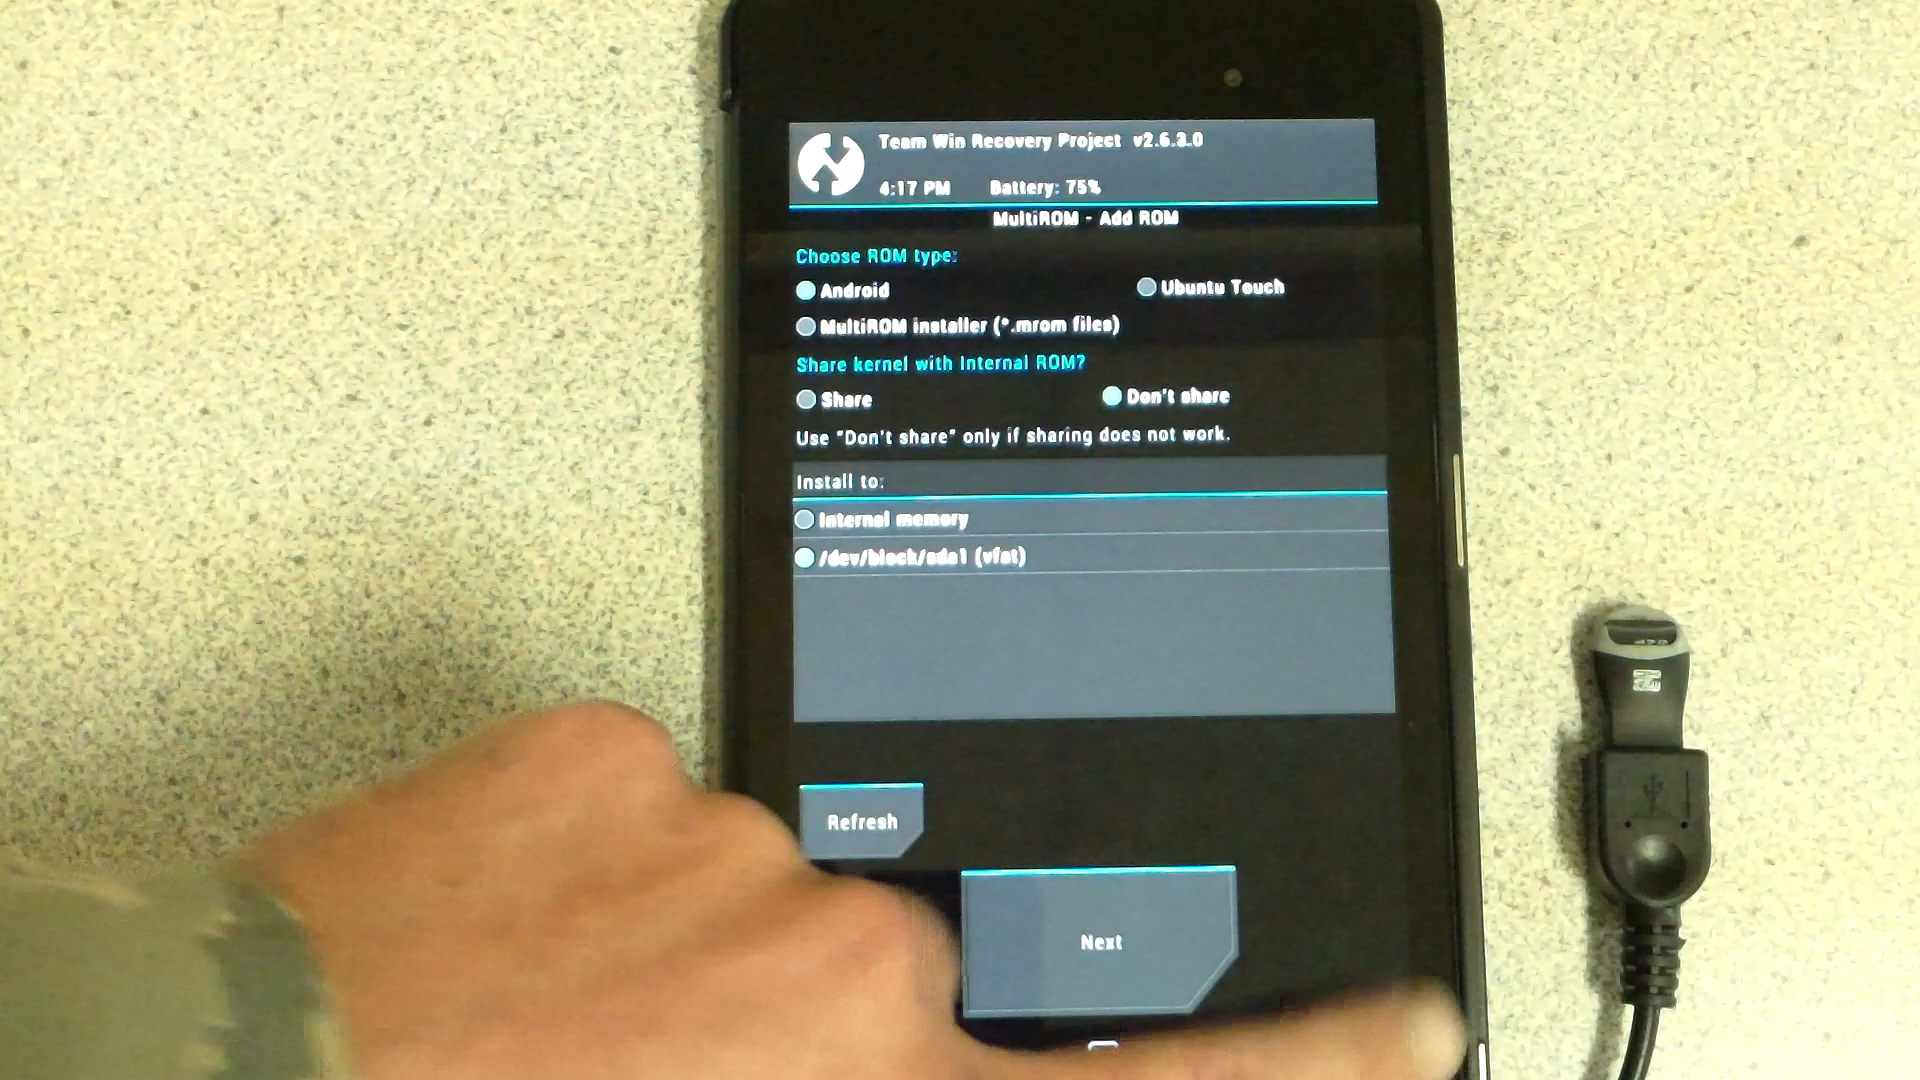 Team Win Recovery Project v2.6.3.0
4:17 PM Battery: 75%
MultiROM - Add ROM
Choose ROM type:
Android Ubuntu Touch
MultiROM installer (*.mrom files)
Share kernel with Internal ROM?
Share Don't share
Use "Don't share" only if sharing does not work.
Install to:
Internal memory
/dev/block/sda1 (vfat)
Refresh
Next